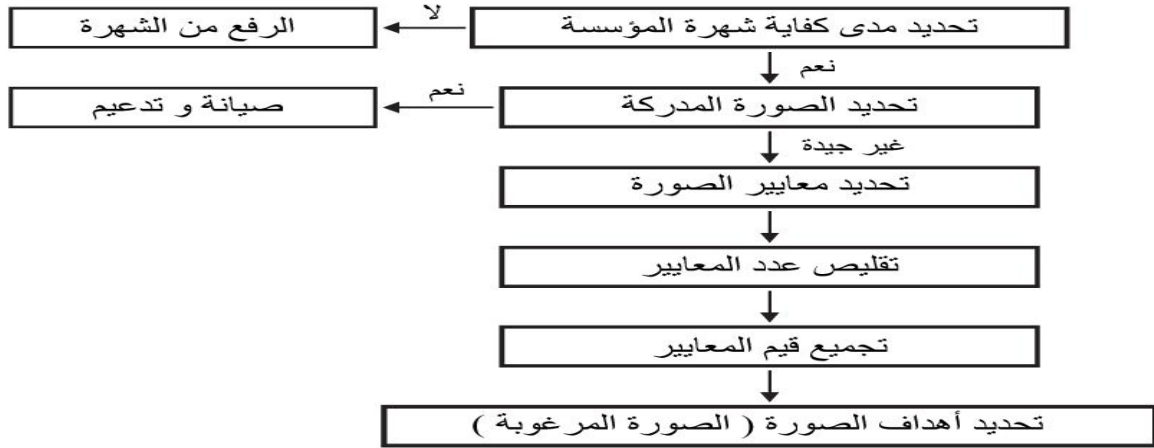 تحديد مدى كفاية شهرة المؤسسة
لا
الرفع من الشهرة
نعم
تحديد الصورة المدركة
نعم
صيانة و تدعيم
غير جيدة
تحديد معايير الصورة
تقليص عدد المعايير
تجميع قيم المعايير
تحديد أهداف الصورة ( الصورة المرغوبة )